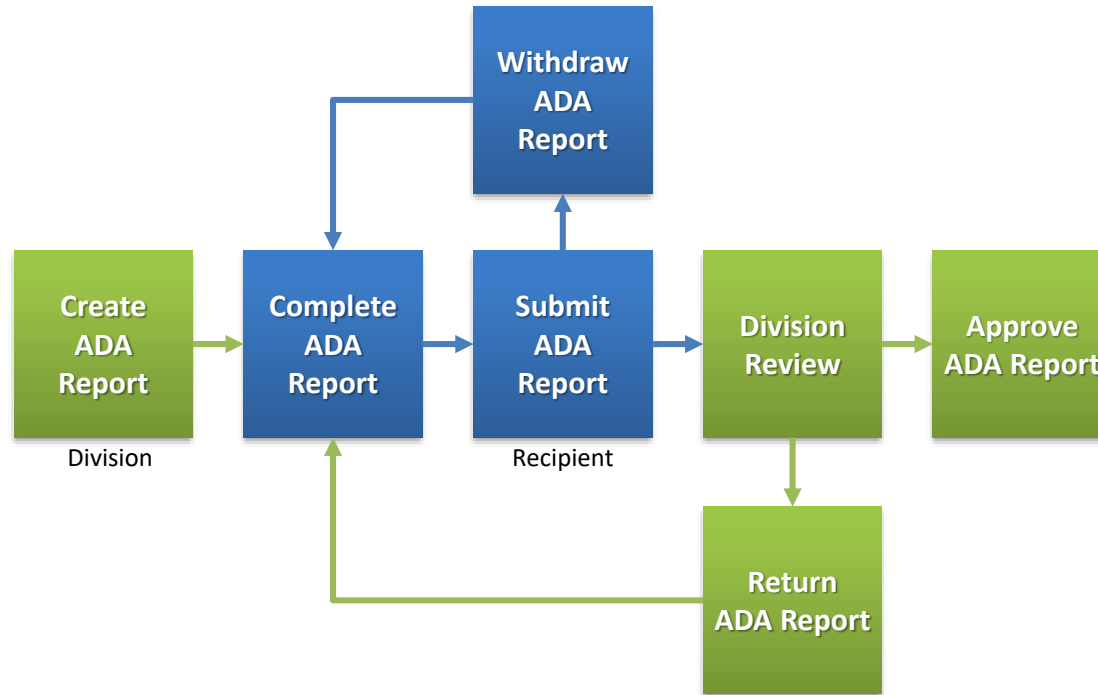 Withdraw
ADA
Report
Create
ADA
Report
Complete
ADA
Report
Submit
ADA
Report
Division
Review
Approve
ADA Report
Division
Recipient
Return
ADA Report